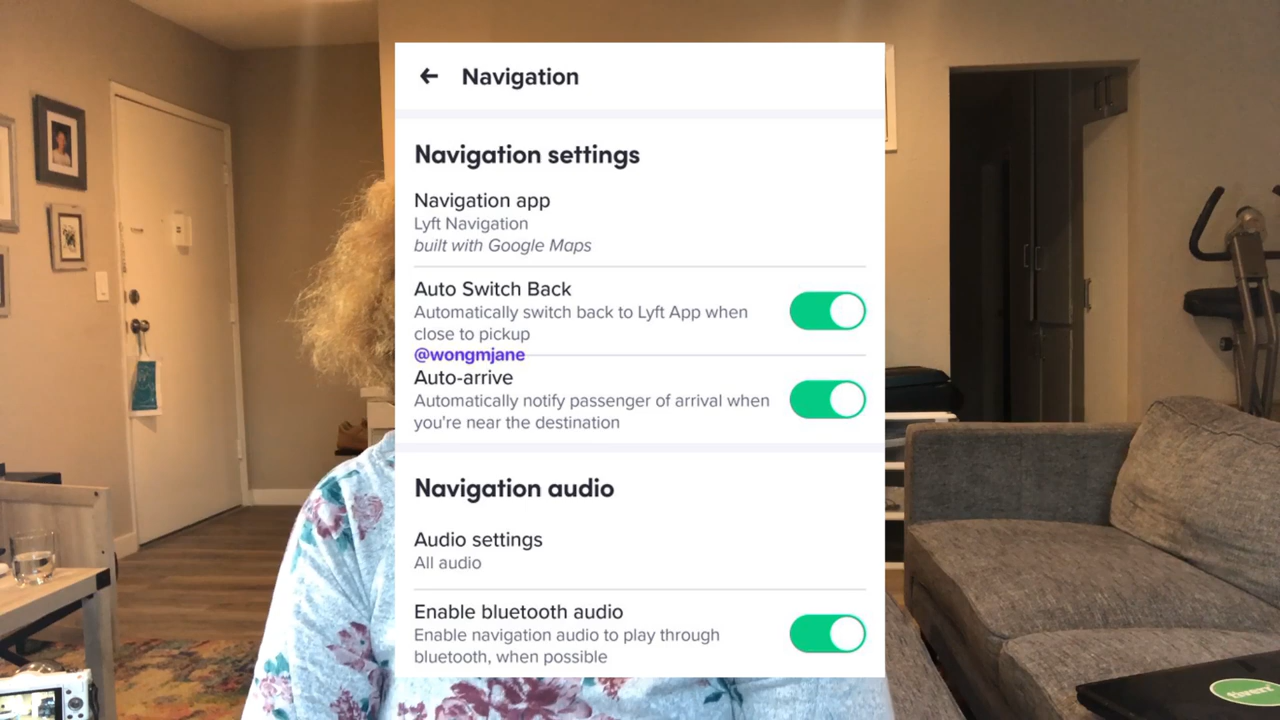 Navigation
Navigation settings
Navigation app
Lyft Navigation
built with Google Maps
Auto Switch Back
Automatically switch back to Lyft App when
close to pickup
@wongmjane
Auto-arrive
Automatically notify passenger of arrival when
you're near the destination
Navigation audio
Audio settings
All audio
Enable bluetooth audio
Enable navigation audio to play through
bluetooth, when possible
fiverr